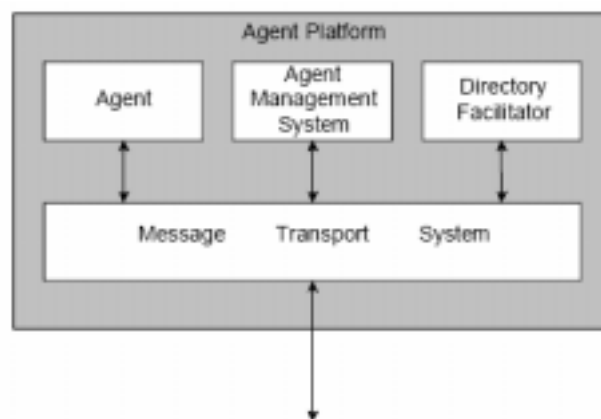 Agent Platform
Agent
Agent
Management
System
Directory
Facilitator
Message Transport System